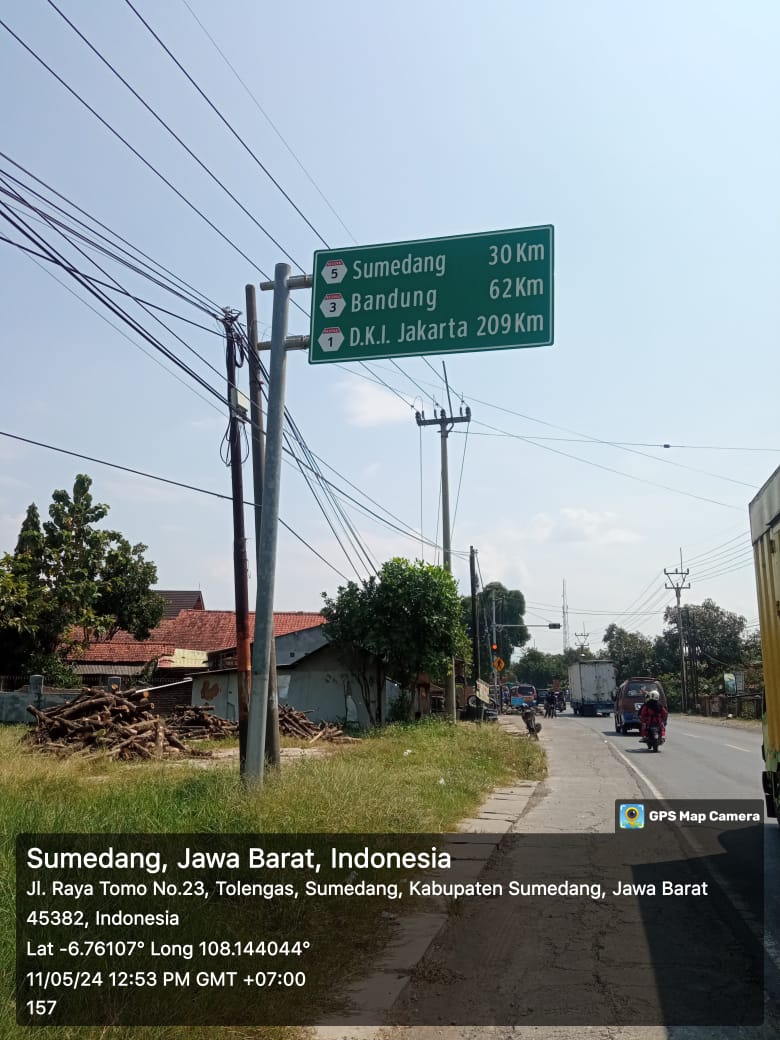 5 Sumedang 30 Km
3 Bandung 62 Km
1 D.K.I. Jakarta 209 Km
GPS Map Camera
Sumedang, Jawa Barat, Indonesia
Jl. Raya Tomo No.23, Tolengas, Sumedang, Kabupaten Sumedang, Jawa Barat
45382, Indonesia
Lat -6.76107° Long 108.144044°
11/05/24 12:53 PM GMT +07:00
157